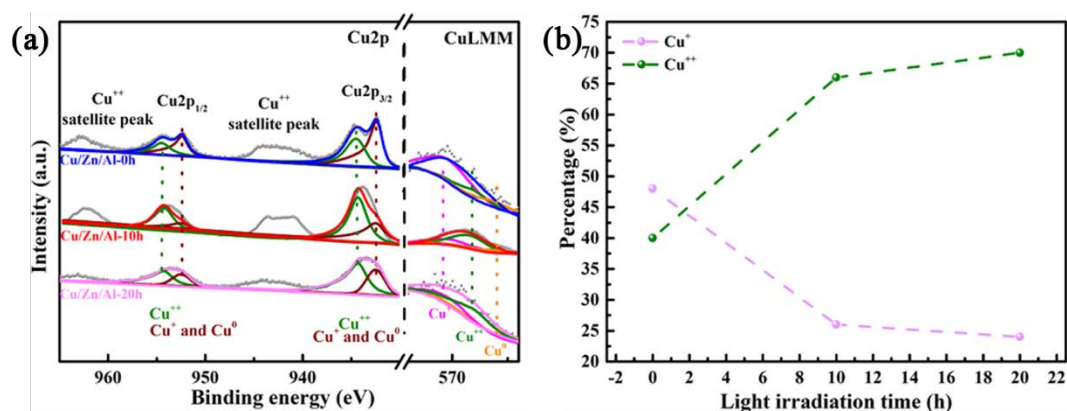 (a)
Cu2p
CuLMM
Cu⁺⁺
satellite peak
Cu2p₁/₂
Cu⁺⁺
satellite peak
Cu2p₃/₂
Cu/Zn/Al-0h
Cu/Zn/Al-10h
Cu/Zn/Al-20h
Cu⁺⁺
Cu⁺ and Cu⁰
Cu⁺⁺
Cu⁺ and Cu⁰
Cu⁺
Cu⁺⁺
Cu⁰
Intensity (a.u.)
960
950
940
570
Binding energy (eV)
(b)
Cu⁺
Cu⁺⁺
Percentage (%)
75
70
65
60
55
50
45
40
35
30
25
20
-2 0 2 4 6 8 10 12 14 16 18 20 22
Light irradiation time (h)